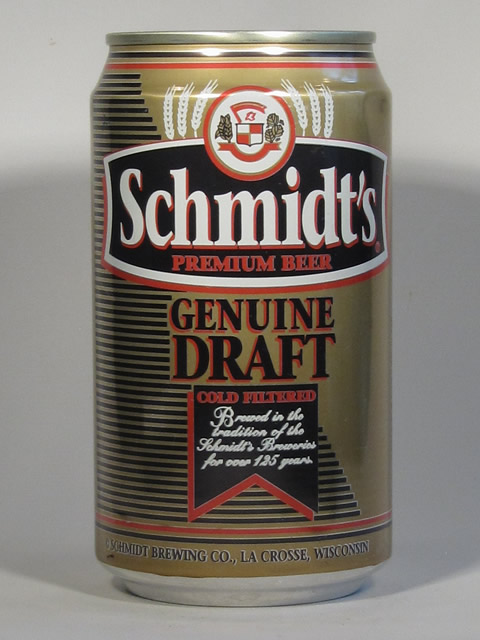 Schmidt's
PREMIUM BEER
GENUINE
DRAFT
COLD FILTERED
Brewed in the
tradition of the
Schmidt's Breweries
for over 125 years.
SCHMIDT BREWING CO., LA CROSSE, WISCONSIN